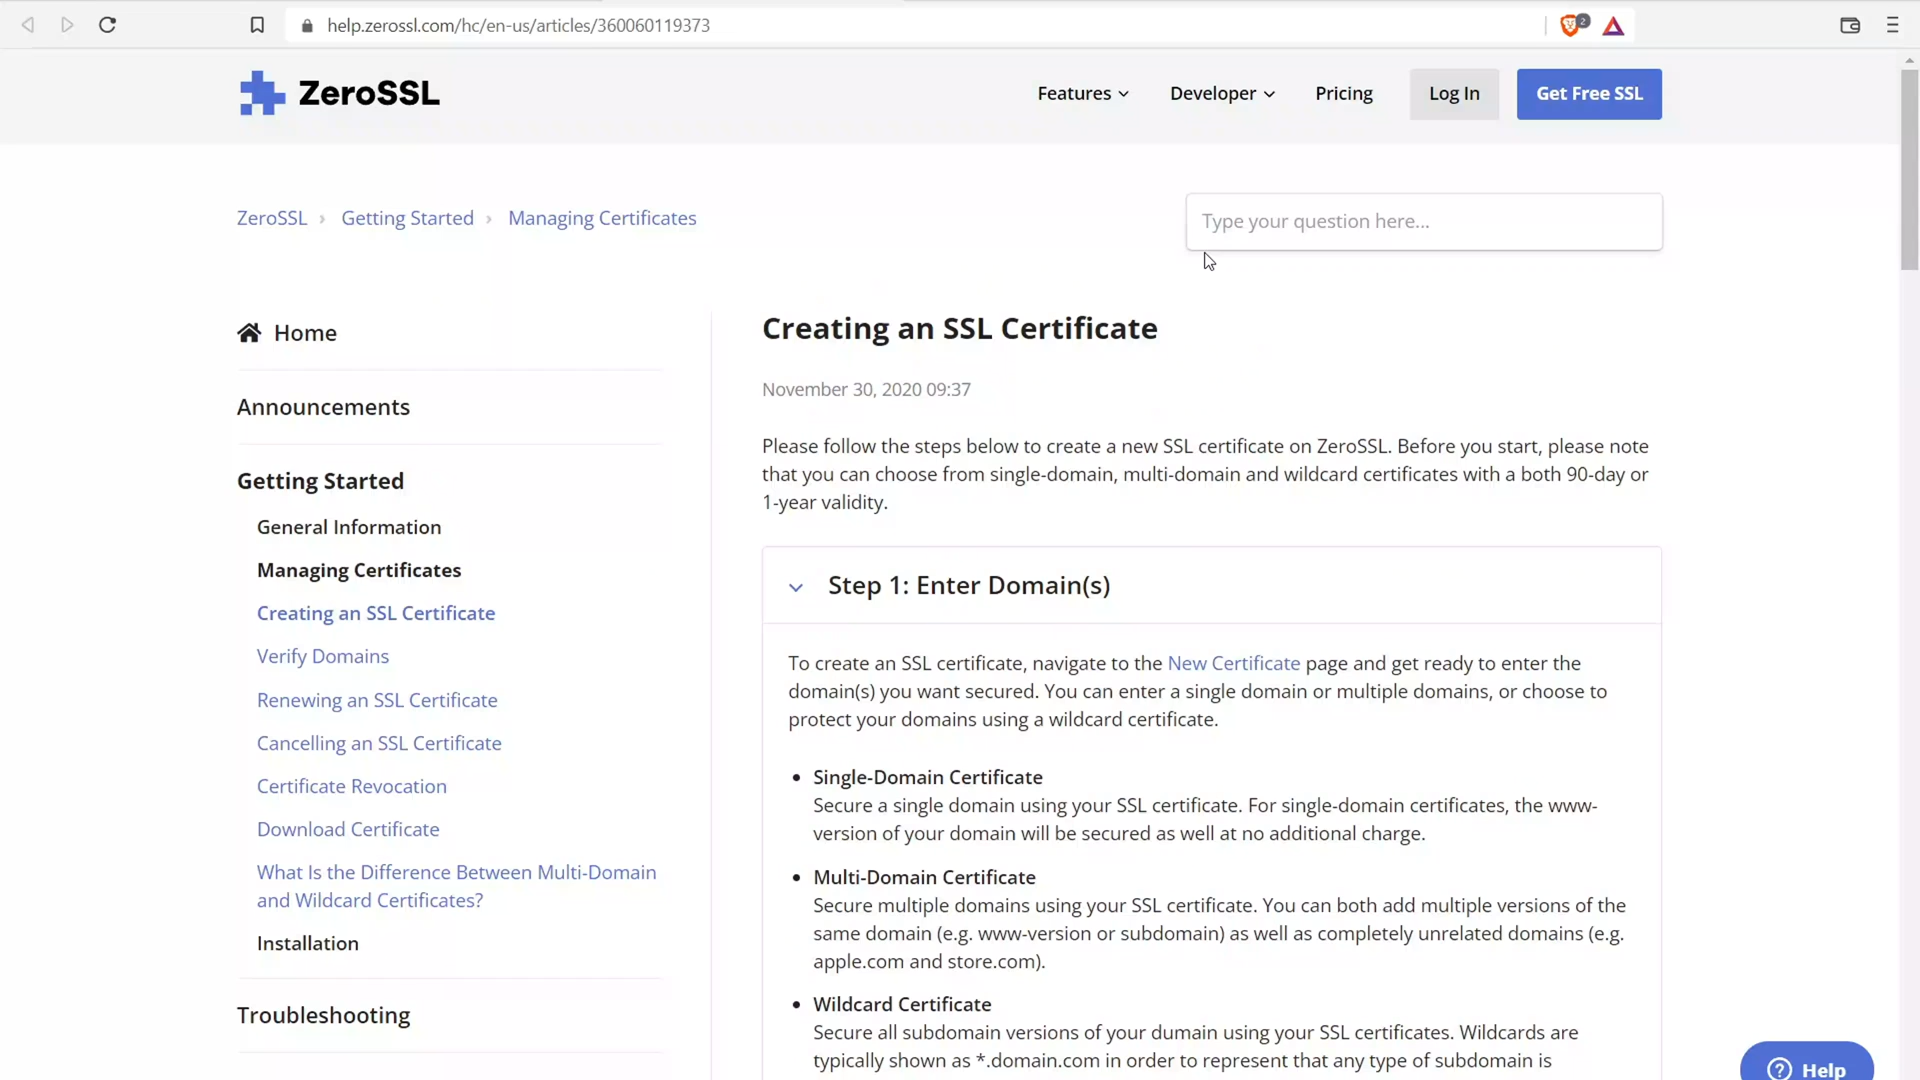 help.zerossl.com/hc/en-us/articles/360060119373
2
ZeroSSL
Features
Developer
Pricing
Log In
Get Free SSL
ZeroSSL › Getting Started › Managing Certificates
Type your question here...
Home
Announcements
Getting Started
General Information
Managing Certificates
Creating an SSL Certificate
Verify Domains
Renewing an SSL Certificate
Cancelling an SSL Certificate
Certificate Revocation
Download Certificate
What Is the Difference Between Multi-Domain
and Wildcard Certificates?
Installation
Troubleshooting
Creating an SSL Certificate
November 30, 2020 09:37
Please follow the steps below to create a new SSL certificate on ZeroSSL. Before you start, please note
that you can choose from single-domain, multi-domain and wildcard certificates with a both 90-day or
1-year validity.
Step 1: Enter Domain(s)
To create an SSL certificate, navigate to the New Certificate page and get ready to enter the
domain(s) you want secured. You can enter a single domain or multiple domains, or choose to
protect your domains using a wildcard certificate.
• Single-Domain Certificate
Secure a single domain using your SSL certificate. For single-domain certificates, the www-
version of your domain will be secured as well at no additional charge.
• Multi-Domain Certificate
Secure multiple domains using your SSL certificate. You can both add multiple versions of the
same domain (e.g. www-version or subdomain) as well as completely unrelated domains (e.g.
apple.com and store.com).
• Wildcard Certificate
Secure all subdomain versions of your dumain using your SSL certificates. Wildcards are
typically shown as *.domain.com in order to represent that any type of subdomain is
? Help